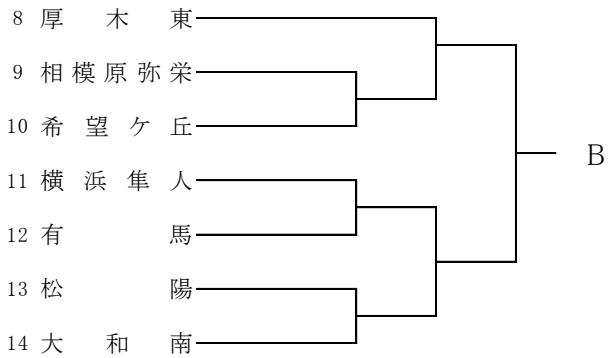 8 厚木東
9 相模原弥栄
10 希望ケ丘
11 横浜隼人
12 有馬
13 松陽
14 大和南
B